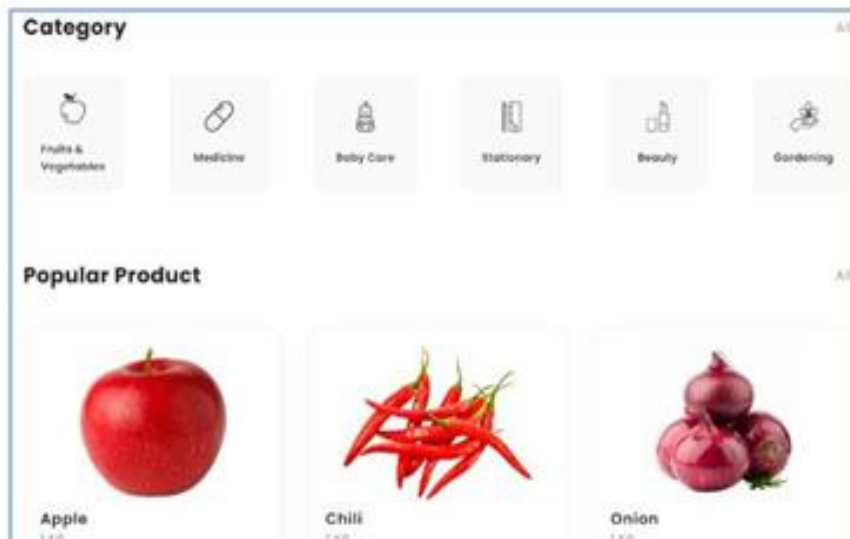 Category
Fruits &
Vegetables
Medicine
Baby Care
Stationary
Beauty
Gardening
Popular Product
Apple
Chili
Onion